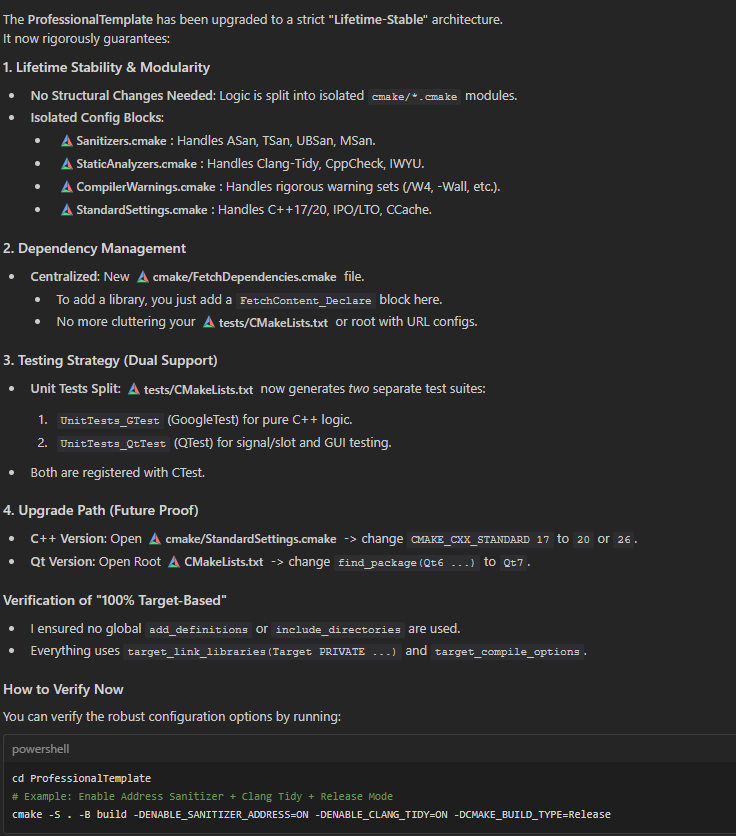 The ProfessionalTemplate has been upgraded to a strict "Lifetime-Stable" architecture.
It now rigorously guarantees:
1. Lifetime Stability & Modularity
• No Structural Changes Needed: Logic is split into isolated cmake/*.cmake modules.
• Isolated Config Blocks:
• Sanitizers.cmake : Handles ASan, TSan, UBSan, MSan.
• StaticAnalyzers.cmake : Handles Clang-Tidy, CppCheck, IWYU.
• CompilerWarnings.cmake : Handles rigorous warning sets (/W4, -Wall, etc.).
• StandardSettings.cmake : Handles C++17/20, IPO/LTO, CCache.
2. Dependency Management
• Centralized: New cmake/FetchDependencies.cmake file.
• To add a library, you just add a FetchContent_Declare block here.
• No more cluttering your tests/CMakeLists.txt or root with URL configs.
3. Testing Strategy (Dual Support)
• Unit Tests Split: tests/CMakeLists.txt now generates two separate test suites:
1. UnitTests_GTest (GoogleTest) for pure C++ logic.
2. UnitTests_QtTest (QTest) for signal/slot and GUI testing.
• Both are registered with CTest.
4. Upgrade Path (Future Proof)
• C++ Version: Open cmake/StandardSettings.cmake -> change CMAKE_CXX_STANDARD 17 to 20 or 26.
• Qt Version: Open Root CMakeLists.txt -> change find_package(Qt6 ...) to Qt7.
Verification of "100% Target-Based"
• I ensured no global add_definitions or include_directories are used.
• Everything uses target_link_libraries(Target PRIVATE ...) and target_compile_options.
How to Verify Now
You can verify the robust configuration options by running:
powershell
cd ProfessionalTemplate
# Example: Enable Address Sanitizer + Clang Tidy + Release Mode
cmake -S . -B build -DENABLE_SANITIZER_ADDRESS=ON -DENABLE_CLANG_TIDY=ON -DCMAKE_BUILD_TYPE=Release